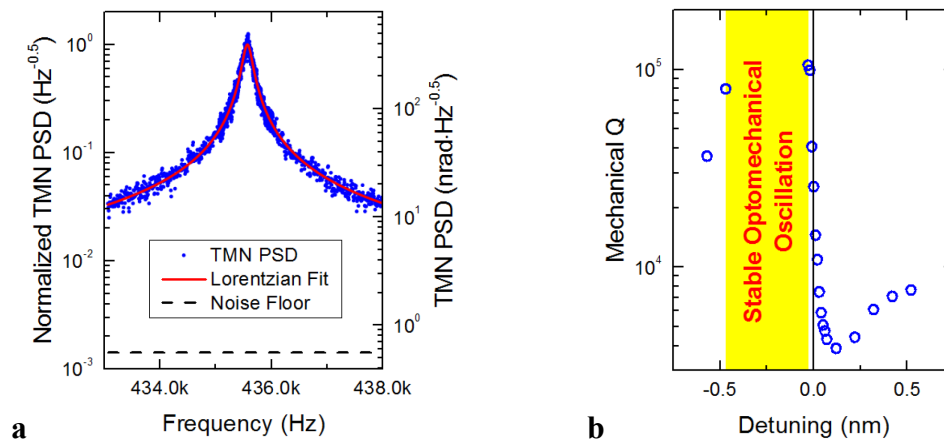 Normalized TMN PSD (Hz^-0.5)
10^0
10^-1
10^-2
10^-3
TMN PSD
Lorentzian Fit
Noise Floor
434.0k 436.0k 438.0k
Frequency (Hz)
10^2
10^1
10^0
TMN PSD (nrad·Hz^-0.5)
a
Mechanical Q
10^5
10^4
Stable Optomechanical
Oscillation
-0.5 0.0 0.5
Detuning (nm)
b